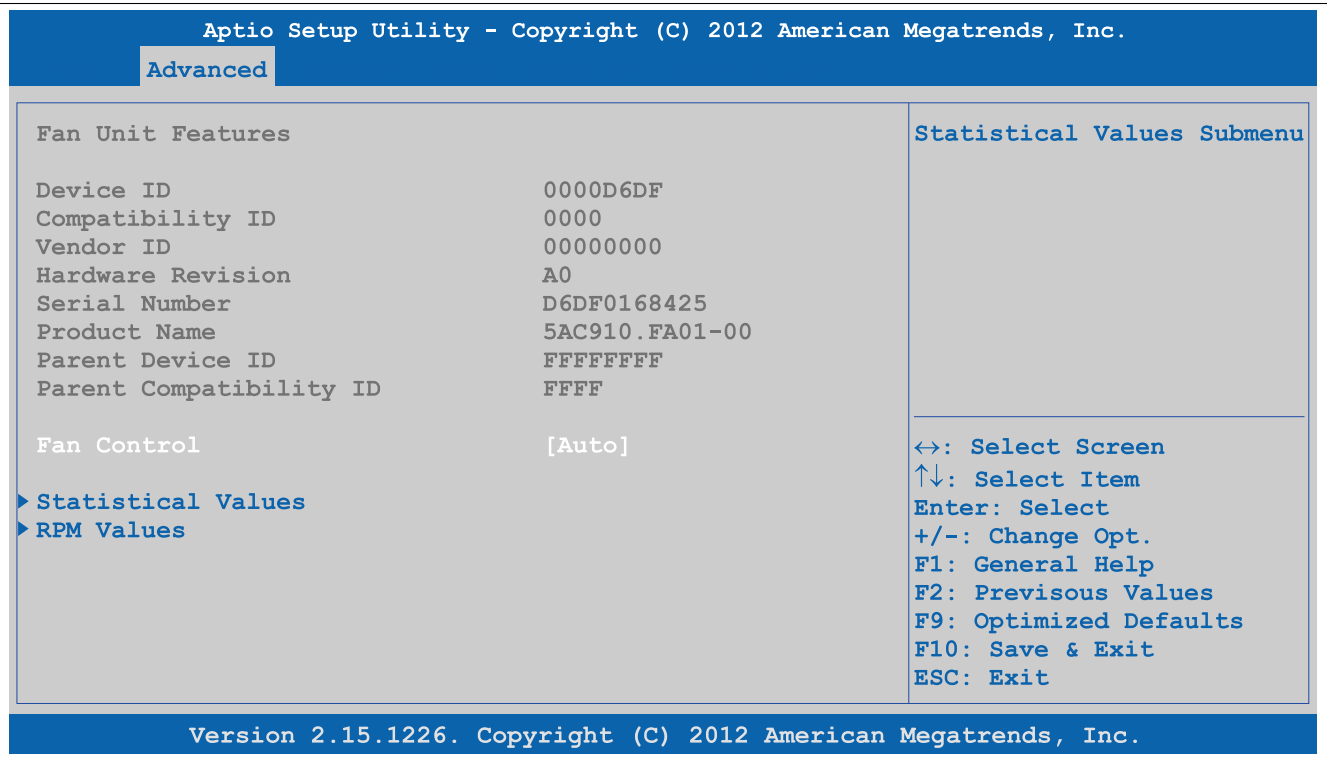 Aptio Setup Utility - Copyright (C) 2012 American Megatrends, Inc.
Advanced
Fan Unit Features
Device ID 0000D6DF
Compatibility ID 0000
Vendor ID 00000000
Hardware Revision A0
Serial Number D6DF0168425
Product Name 5AC910.FA01-00
Parent Device ID FFFFFFFF
Parent Compatibility ID FFFF
Fan Control [Auto]
Statistical Values
RPM Values
Statistical Values Submenu
↔: Select Screen
↑↓: Select Item
Enter: Select
+/-: Change Opt.
F1: General Help
F2: Previsous Values
F9: Optimized Defaults
F10: Save & Exit
ESC: Exit
Version 2.15.1226. Copyright (C) 2012 American Megatrends, Inc.